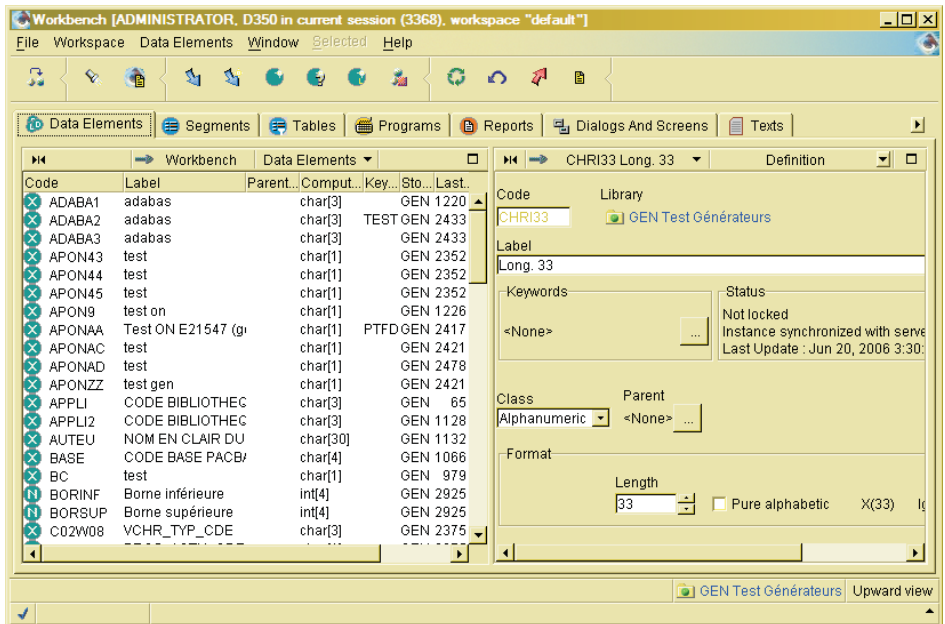 Workbench [ADMINISTRATOR, D350 in current session (3368), workspace "default"]
File Workspace Data Elements Window Selected Help
Data Elements Segments Tables Programs Reports Dialogs And Screens Texts
Workbench Data Elements
Code Label Parent... Comput... Key... Sto... Last...
ADABA1 adabas char[3] GEN 1220
ADABA2 adabas char[3] TEST GEN 2433
ADABA3 adabas char[3] GEN 2433
APON43 test char[1] GEN 2352
APON44 test char[1] GEN 2352
APON45 test char[1] GEN 2352
APON9 test on char[1] GEN 1226
APONAA Test ON E21547 (g char[1] PTFD GEN 2417
APONAC test char[1] GEN 2421
APONAD test char[1] GEN 2478
APONZZ test gen char[1] GEN 2421
APPLI CODE BIBLIOTHEC char[3] GEN 65
APPLI2 CODE BIBLIOTHEC char[3] GEN 1128
AUTEU NOM EN CLAIR DU char[30] GEN 1132
BASE CODE BASE PACB char[4] GEN 1066
BC test char[1] GEN 979
BORINF Borne inférieure int[4] GEN 2925
BORSUP Borne supérieure int[4] GEN 2925
C02W08 VCHR_TYP_CDE char[3] GEN 2375
CHRI33 Long. 33 Definition
Code Library
CHRI33 GEN Test Générateurs
Label
Long. 33
Keywords Status
Not locked
<None> ... Instance synchronized with serve
Last Update : Jun 20, 2006 3:30:
Class Parent
Alphanumeric <None> ...
Format
Length
33 Pure alphabetic X(33)
GEN Test Générateurs Upward view